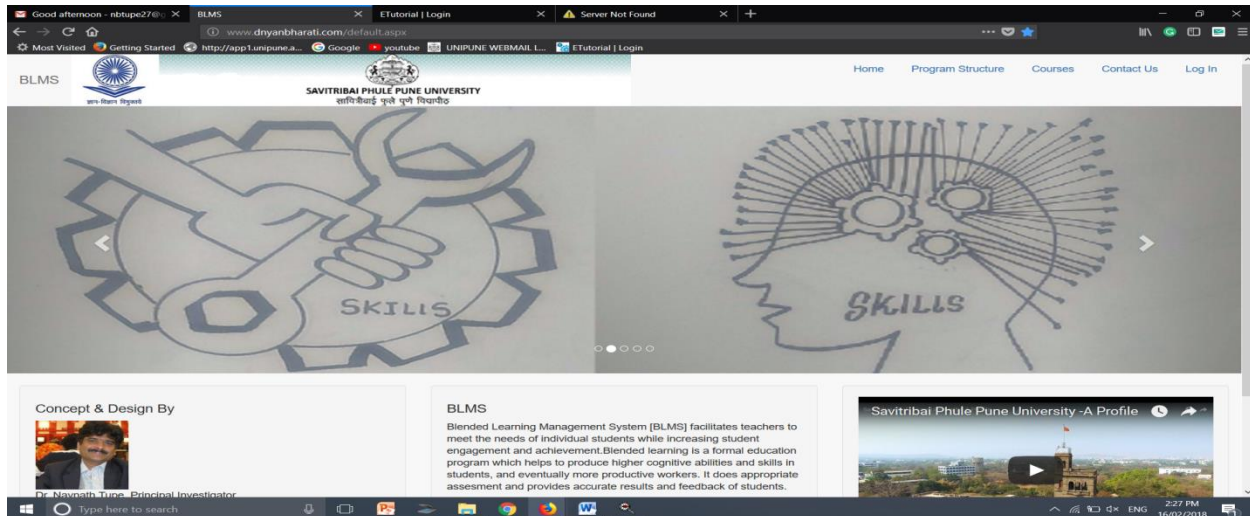 Good afternoon - nbtupe27@g
BLMS
ETutorial | Login
Server Not Found
www.dnyanbharati.com/default.aspx
Most Visited Getting Started http://app1.unipune.a... Google youtube UNIPUNE WEBMAIL L... ETutorial | Login
BLMS
ज्ञान-विज्ञान विमुक्तये
SAVITRIBAI PHULE PUNE UNIVERSITY
सावित्रीबाई फुले पुणे विद्यापीठ
Home Program Structure Courses Contact Us Log In
SKILLS
SKILLS
Concept & Design By
Dr. Navnath Tupe, Principal Investigator
BLMS
Blended Learning Management System [BLMS] facilitates teachers to
meet the needs of individual students while increasing student
engagement and achievement.Blended learning is a formal education
program which helps to produce higher cognitive abilities and skills in
students, and eventually more productive workers. It does appropriate
assesment and provides accurate results and feedback of students.
Savitribai Phule Pune University -A Profile
Type here to search
ENG
2:27 PM
16/02/2018